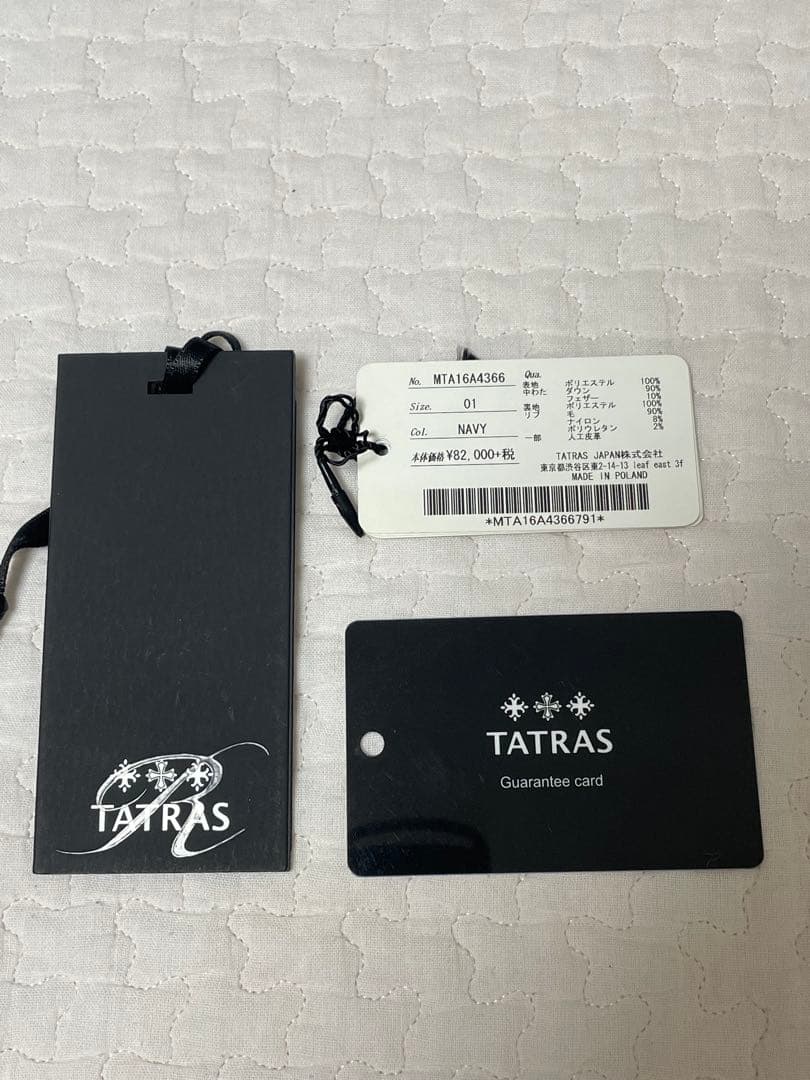 TATRAS
R
No. MTA16A4366
Size. 01
Col. NAVY
本体価格 ¥82,000+税
Qua.
表地 ポリエステル 100%
中わた ダウン 90%
フェザー 10%
裏地 ポリエステル 100%
リブ 毛 90%
ナイロン 8%
ポリウレタン 2%
一部 人工皮革
TATRAS JAPAN株式会社
東京都渋谷区東2-14-13 leaf east 3f
MADE IN POLAND
*MTA16A4366791*
TATRAS
Guarantee card